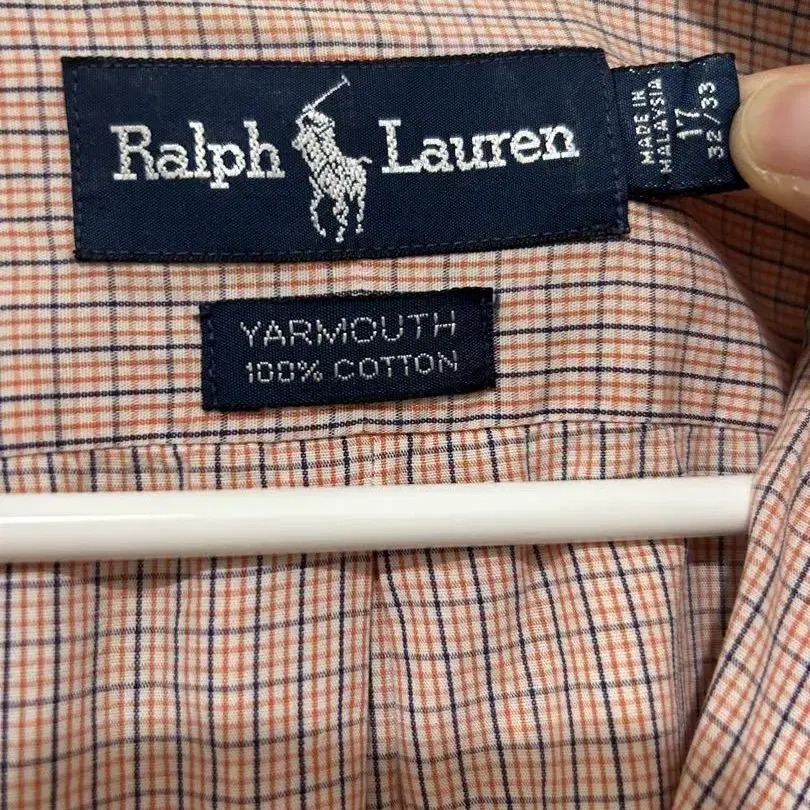 Ralph Lauren
MADE IN
MALAYSIA
17
32/33
YARMOUTH
100% COTTON